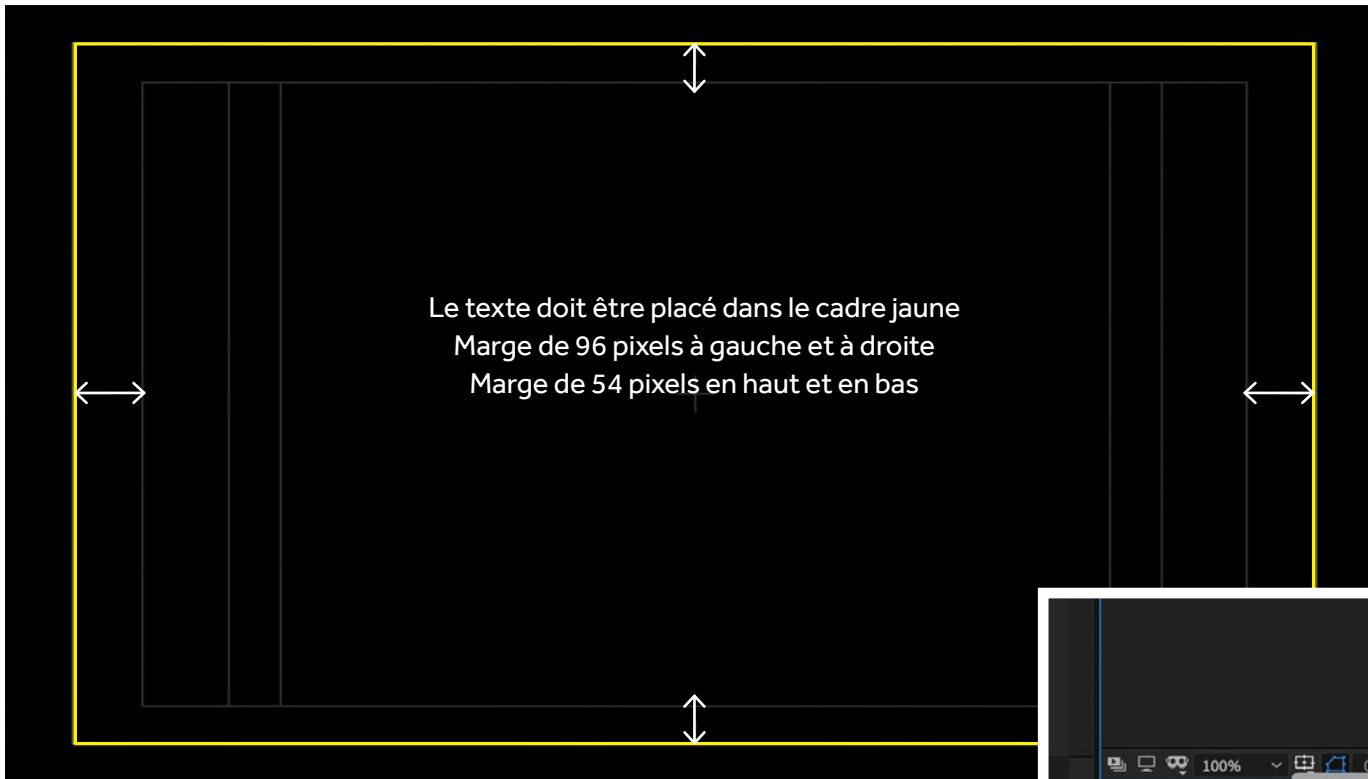 Le texte doit être placé dans le cadre jaune
Marge de 96 pixels à gauche et à droite
Marge de 54 pixels en haut et en bas
100%